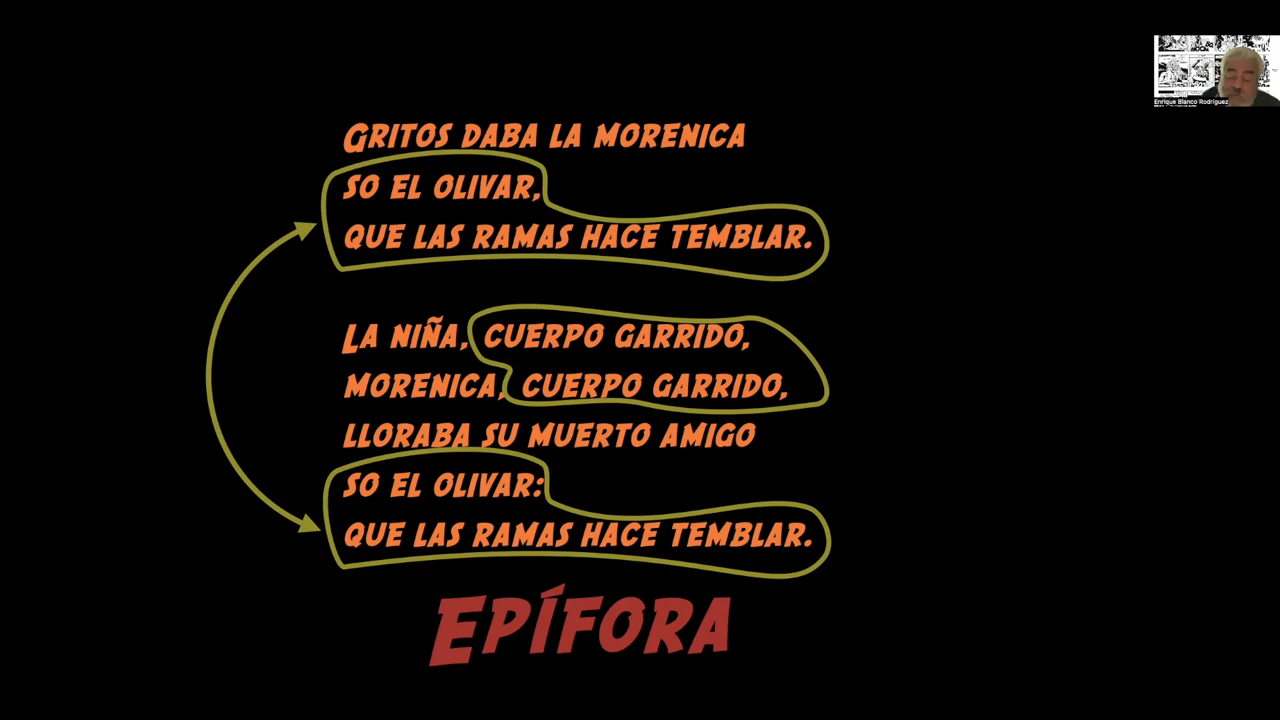 Gritos daba la morenica
so el olivar,
que las ramas hace temblar.
La niña, cuerpo garrido,
morenica, cuerpo garrido,
lloraba su muerto amigo
so el olivar:
que las ramas hace temblar.
Epífora
Enrique Blanco Rodríguez